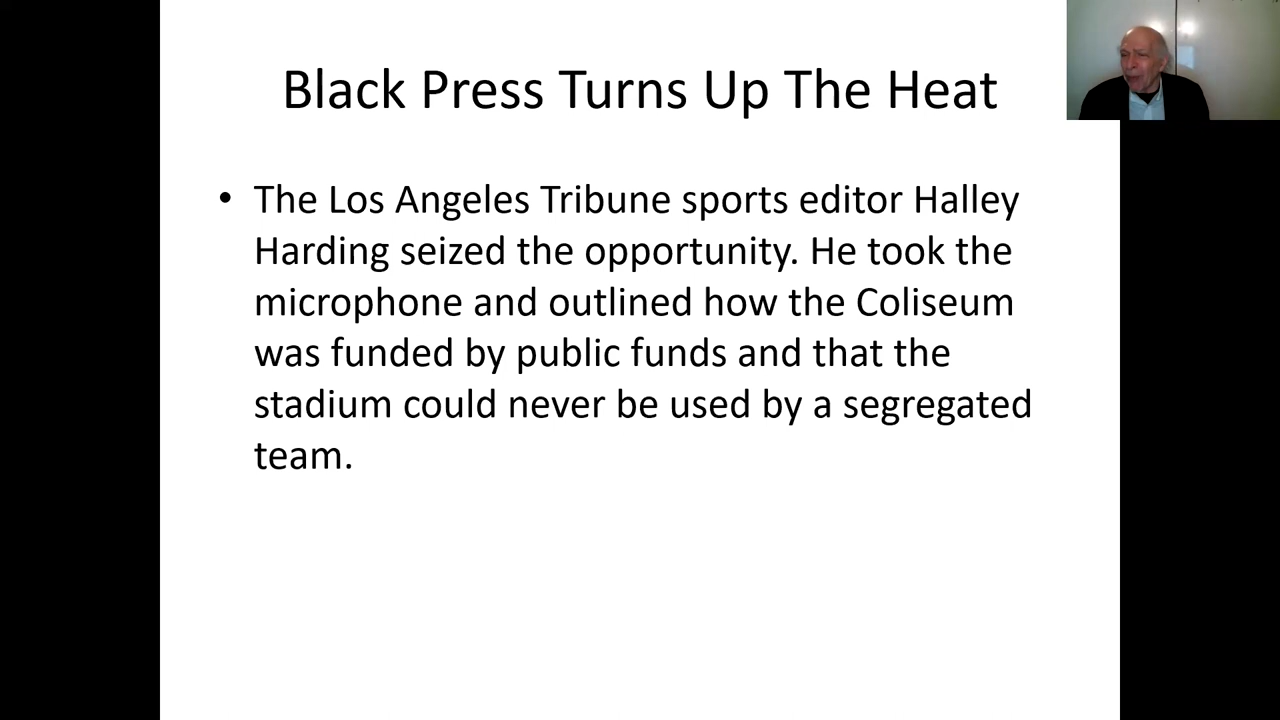 Black Press Turns Up The Heat
• The Los Angeles Tribune sports editor Halley
Harding seized the opportunity. He took the
microphone and outlined how the Coliseum
was funded by public funds and that the
stadium could never be used by a segregated
team.